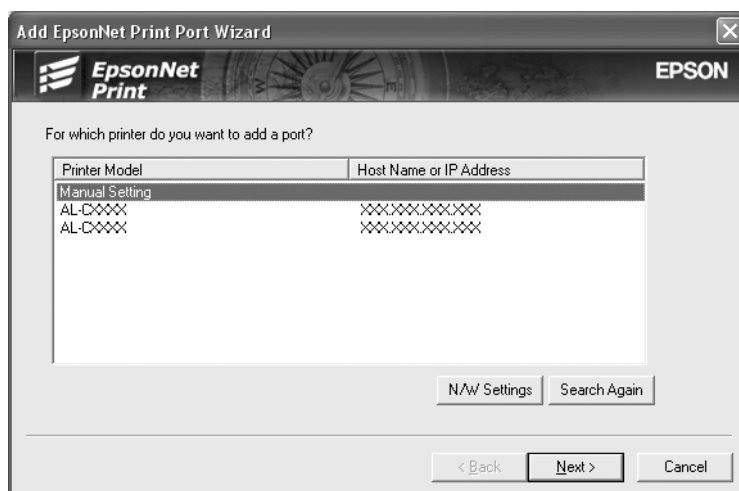 Add EpsonNet Print Port Wizard
EpsonNet
Print
EPSON
For which printer do you want to add a port?
Printer Model Host Name or IP Address
Manual Setting
AL-CXXXX XXX.XXX.XXX.XXX
AL-CXXXX XXX.XXX.XXX.XXX
N/W Settings Search Again
< Back Next > Cancel